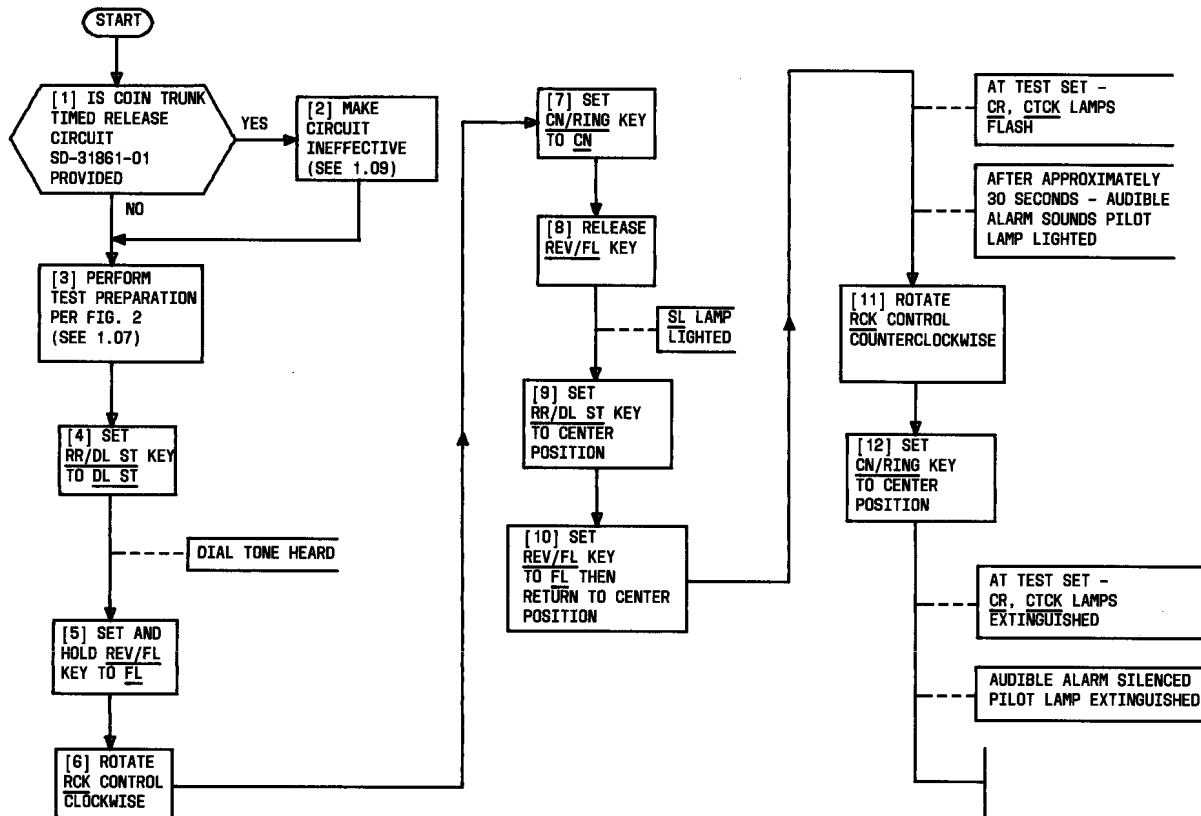 START
[1] IS COIN TRUNK
TIMED RELEASE
CIRCUIT
SD-31861-01
PROVIDED
YES
[2] MAKE
CIRCUIT
INEFFECTIVE
(SEE 1.09)
NO
[3] PERFORM
TEST PREPARATION
PER FIG. 2
(SEE 1.07)
[4] SET
RR/DL ST KEY
TO DL ST
DIAL TONE HEARD
[5] SET AND
HOLD REV/FL
KEY TO FL
[6] ROTATE
RCK CONTROL
CLOCKWISE
[7] SET
CN/RING KEY
TO CN
[8] RELEASE
REV/FL KEY
SL LAMP
LIGHTED
[9] SET
RR/DL ST KEY
TO CENTER
POSITION
[10] SET
REV/FL KEY
TO FL THEN
RETURN TO CENTER
POSITION
AT TEST SET -
CR, CTCK LAMPS
FLASH
AFTER APPROXIMATELY
30 SECONDS - AUDIBLE
ALARM SOUNDS PILOT
LAMP LIGHTED
[11] ROTATE
RCK CONTROL
COUNTERCLOCKWISE
[12] SET
CN/RING KEY
TO CENTER
POSITION
AT TEST SET -
CR, CTCK LAMPS
EXTINGUISHED
AUDIBLE ALARM SILENCED
PILOT LAMP EXTINGUISHED